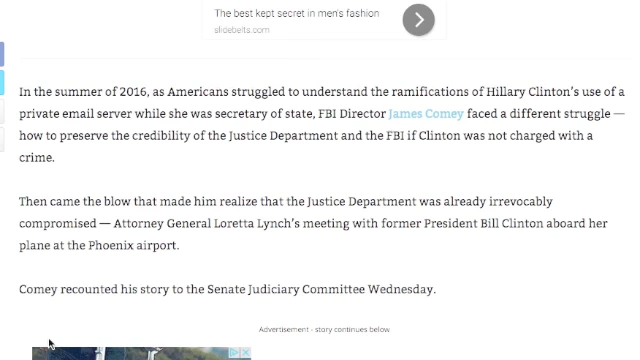 The best kept secret in men's fashion
slidebelts.com
In the summer of 2016, as Americans struggled to understand the ramifications of Hillary Clinton's use of a
private email server while she was secretary of state, FBI Director James Comey faced a different struggle —
how to preserve the credibility of the Justice Department and the FBI if Clinton was not charged with a
crime.
Then came the blow that made him realize that the Justice Department was already irrevocably
compromised — Attorney General Loretta Lynch's meeting with former President Bill Clinton aboard her
plane at the Phoenix airport.
Comey recounted his story to the Senate Judiciary Committee Wednesday.
Advertisement - story continues below